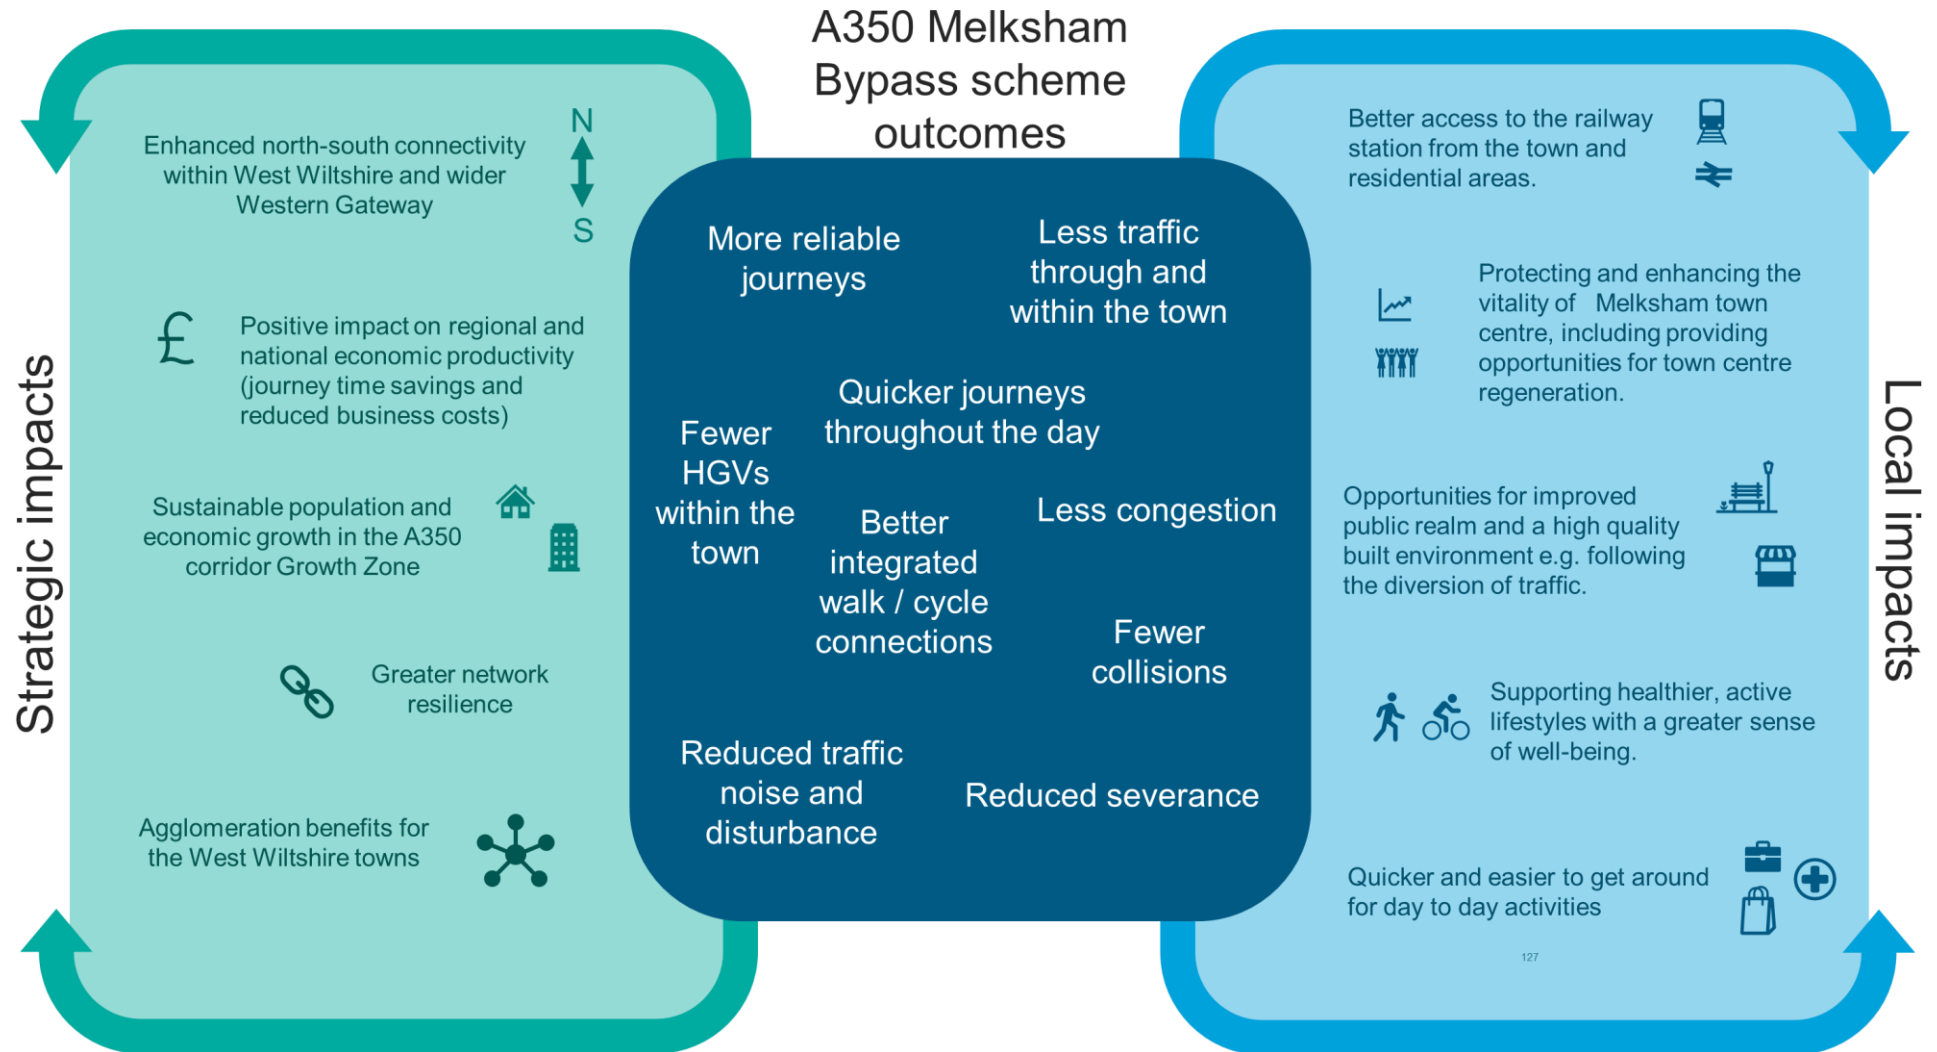 A350 Melksham
Bypass scheme
outcomes
Strategic impacts
Enhanced north-south connectivity
within West Wiltshire and wider
Western Gateway
N
S
£
Positive impact on regional and
national economic productivity
(journey time savings and
reduced business costs)
Sustainable population and
economic growth in the A350
corridor Growth Zone
Greater network
resilience
Agglomeration benefits for
the West Wiltshire towns
More reliable
journeys
Less traffic
through and
within the town
Quicker journeys
throughout the day
Fewer
HGVs
within the
town
Better
integrated
walk / cycle
connections
Less congestion
Fewer
collisions
Reduced traffic
noise and
disturbance
Reduced severance
Better access to the railway
station from the town and
residential areas.
Protecting and enhancing the
vitality of Melksham town
centre, including providing
opportunities for town centre
regeneration.
Opportunities for improved
public realm and a high quality
built environment e.g. following
the diversion of traffic.
Supporting healthier, active
lifestyles with a greater sense
of well-being.
Quicker and easier to get around
for day to day activities
127
Local impacts